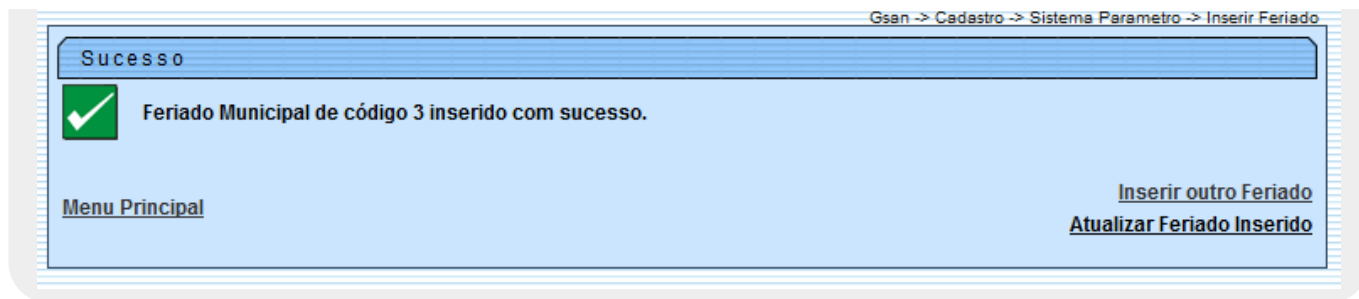 Gsan -> Cadastro -> Sistema Parametro -> Inserir Feriado
Sucesso
Feriado Municipal de código 3 inserido com sucesso.
Inserir outro Feriado
Menu Principal
Atualizar Feriado Inserido